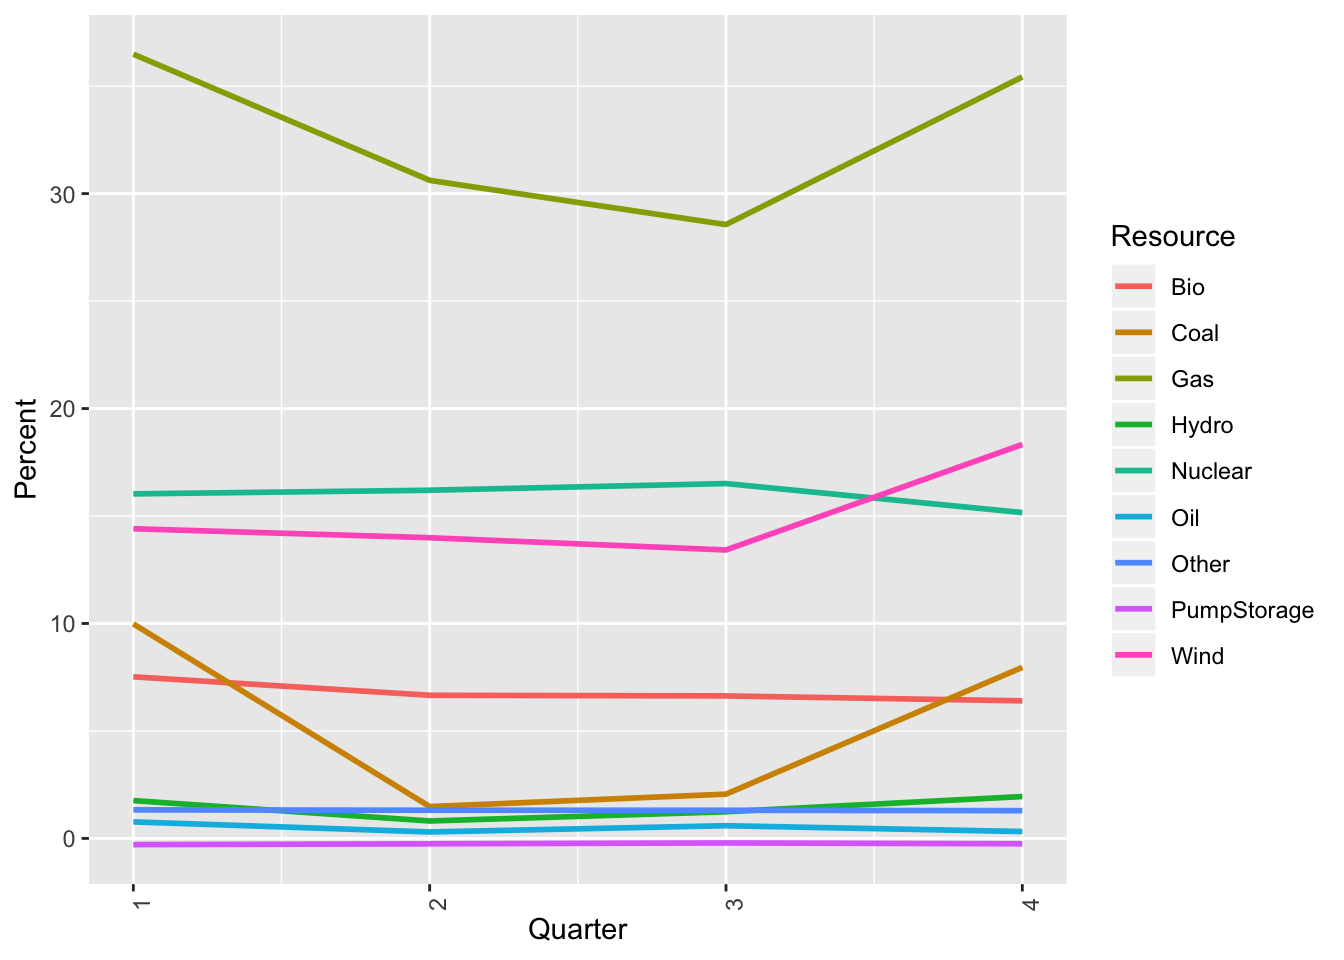 30
20
10
0
Percent
1
2
3
4
Quarter
Resource
Bio
Coal
Gas
Hydro
Nuclear
Oil
Other
PumpStorage
Wind